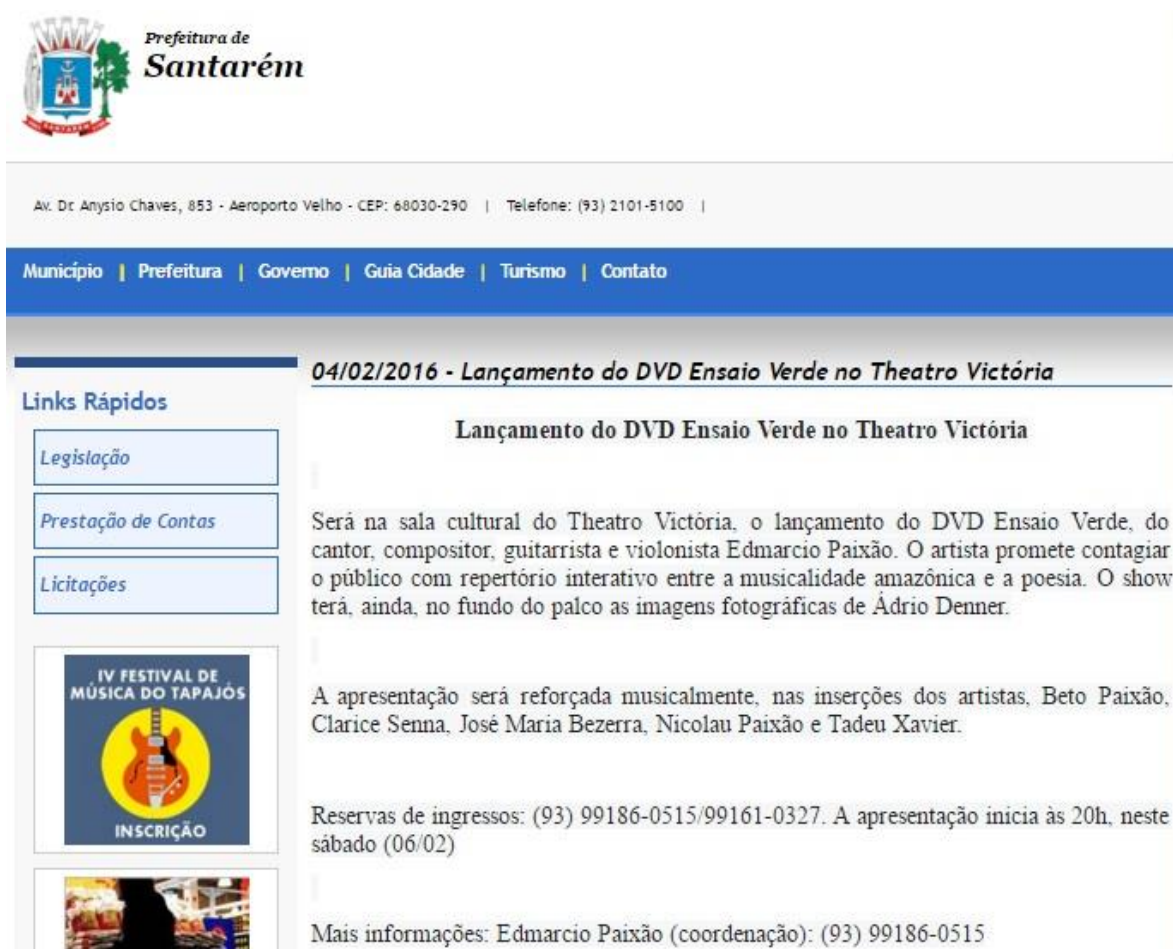 Prefeitura de
Santarém
SANTARÉM
Av. Dr. Anysio Chaves, 853 - Aeroporto Velho - CEP: 68030-290 | Telefone: (93) 2101-5100 |
Município | Prefeitura | Governo | Guia Cidade | Turismo | Contato
Links Rápidos
Legislação
Prestação de Contas
Licitações
IV FESTIVAL DE
MÚSICA DO TAPAJÓS
INSCRIÇÃO
04/02/2016 - Lançamento do DVD Ensaio Verde no Theatro Victória
Lançamento do DVD Ensaio Verde no Theatro Victória
Será na sala cultural do Theatro Victória, o lançamento do DVD Ensaio Verde, do
cantor, compositor, guitarrista e violonista Edmarcio Paixão. O artista promete contagiar
o público com repertório interativo entre a musicalidade amazônica e a poesia. O show
terá, ainda, no fundo do palco as imagens fotográficas de Ádrio Denner.
A apresentação será reforçada musicalmente, nas inserções dos artistas, Beto Paixão,
Clarice Senna, José Maria Bezerra, Nicolau Paixão e Tadeu Xavier.
Reservas de ingressos: (93) 99186-0515/99161-0327. A apresentação inicia às 20h, neste
sábado (06/02)
Mais informações: Edmarcio Paixão (coordenação): (93) 99186-0515